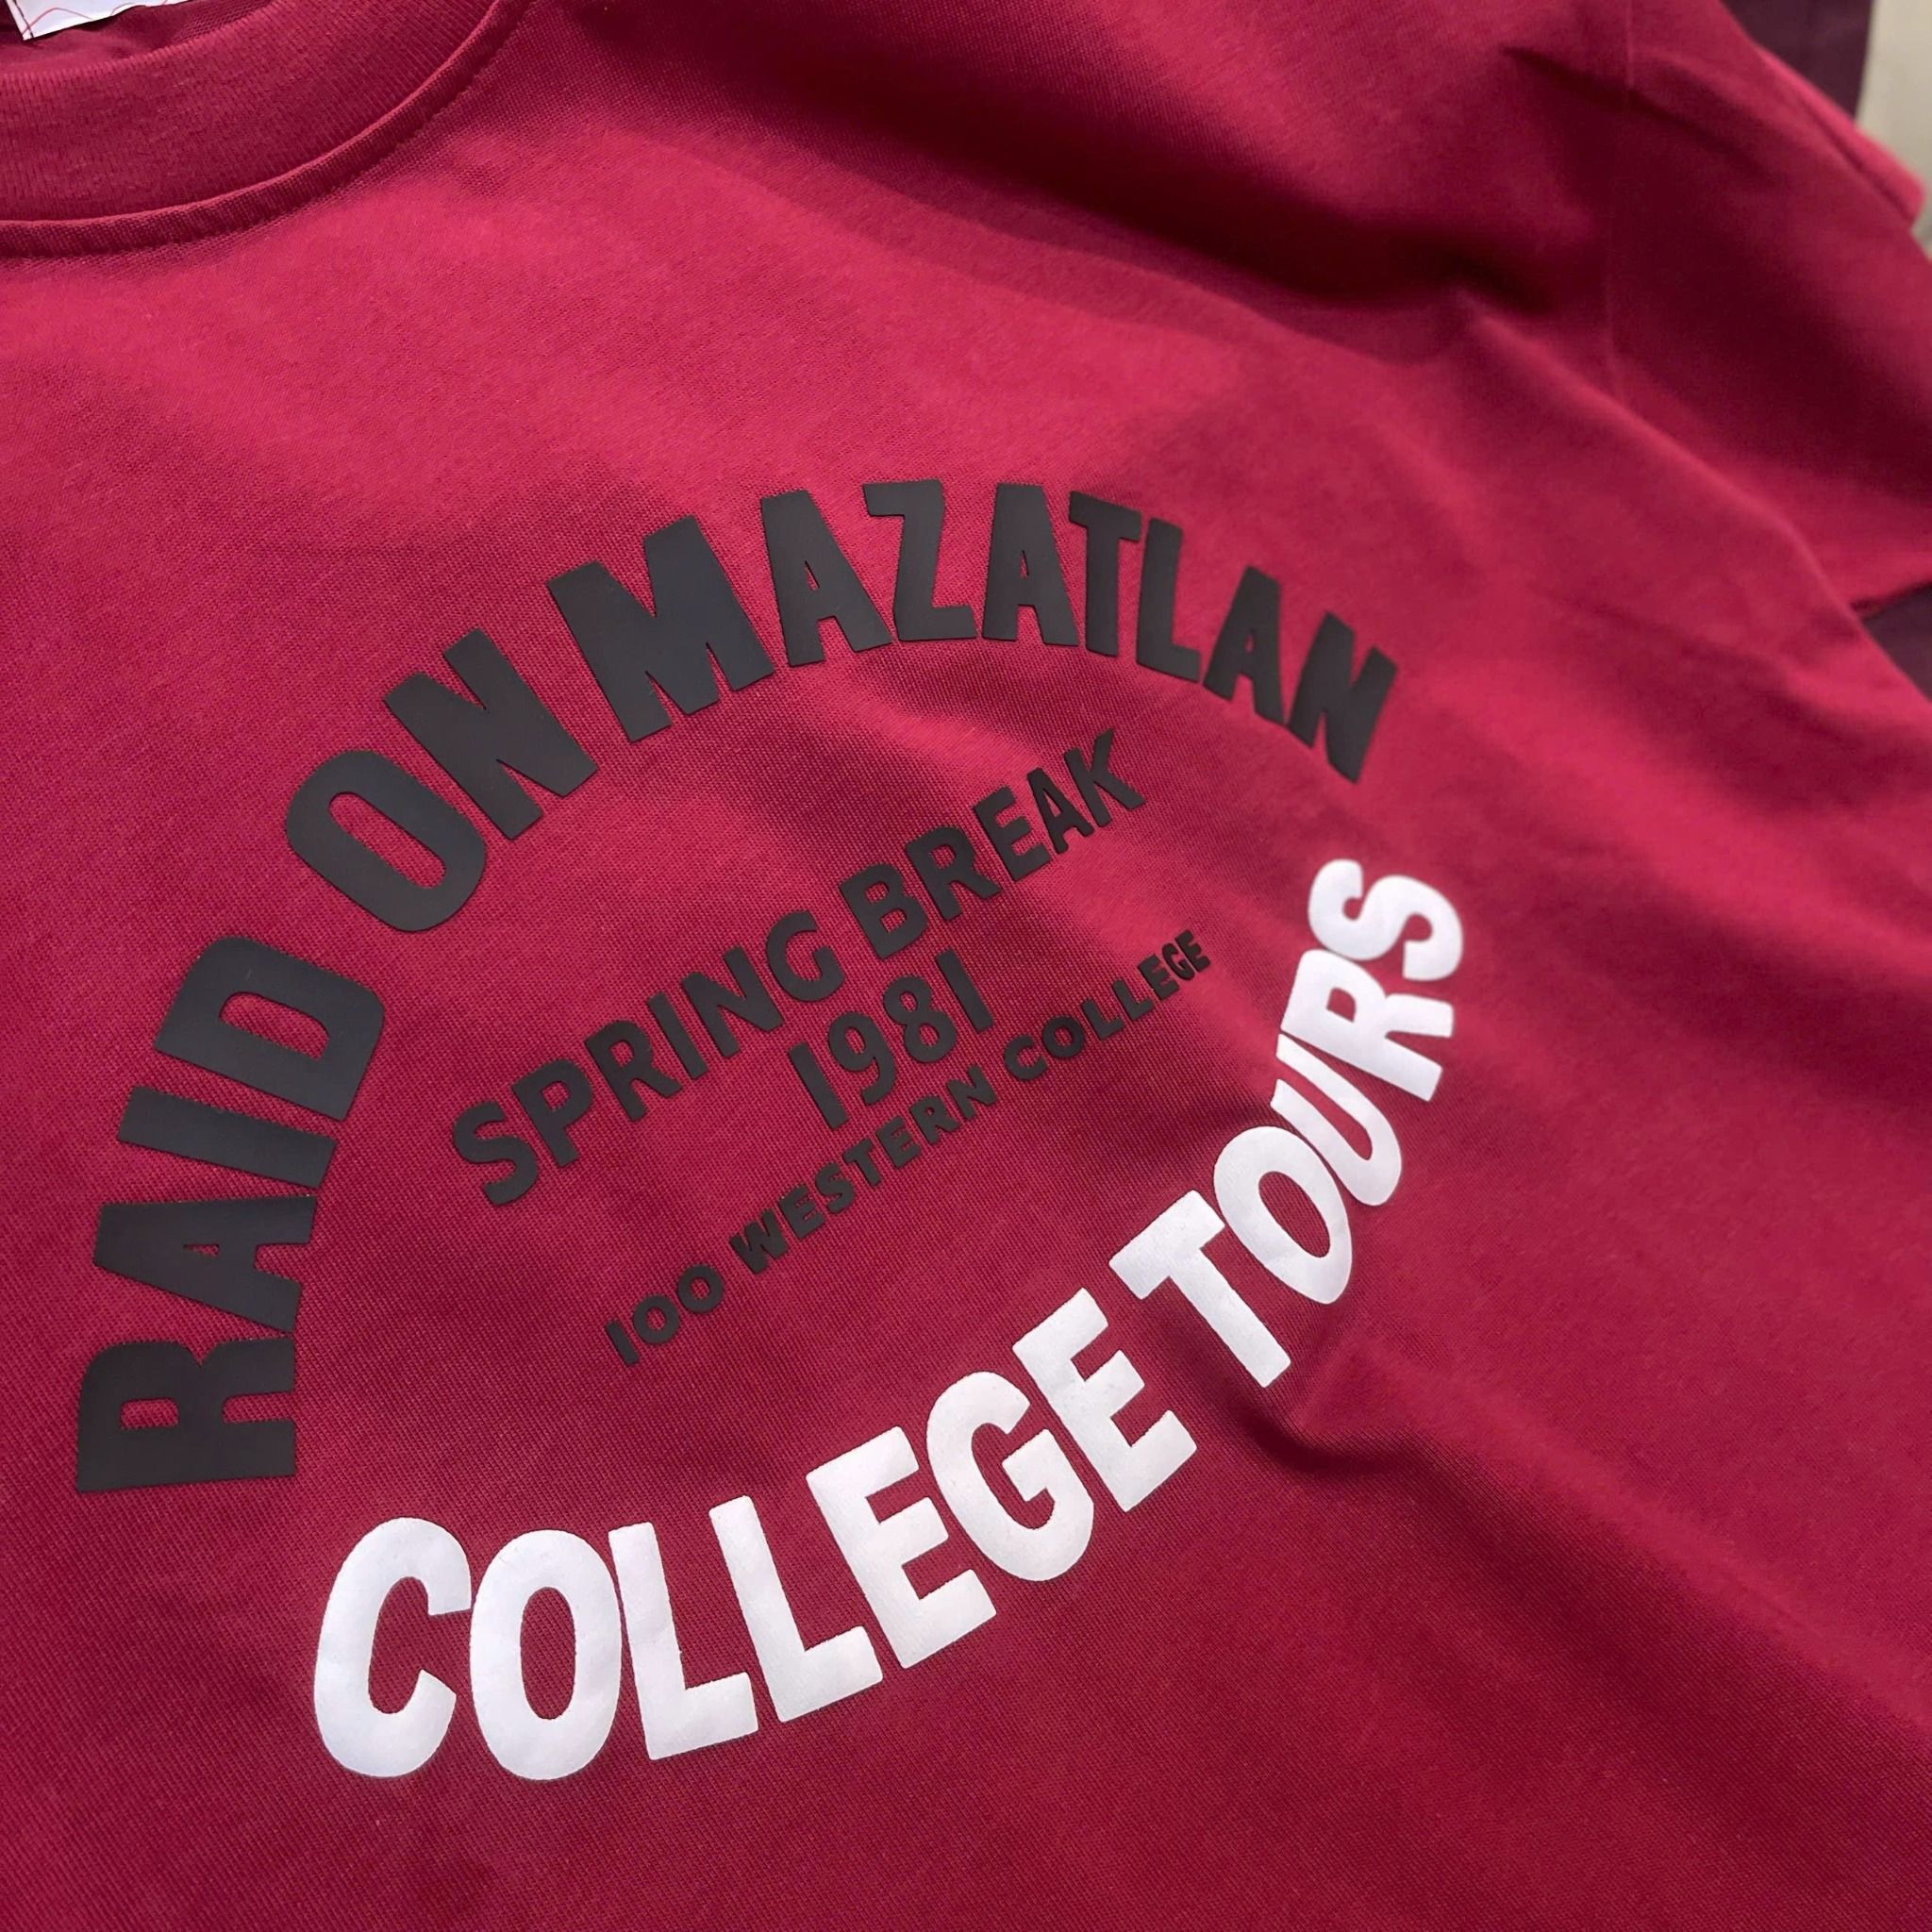 RAID ON MAZATLAN
SPRING BREAK
1981
100 WESTERN COLLEGE
COLLEGE TOURS